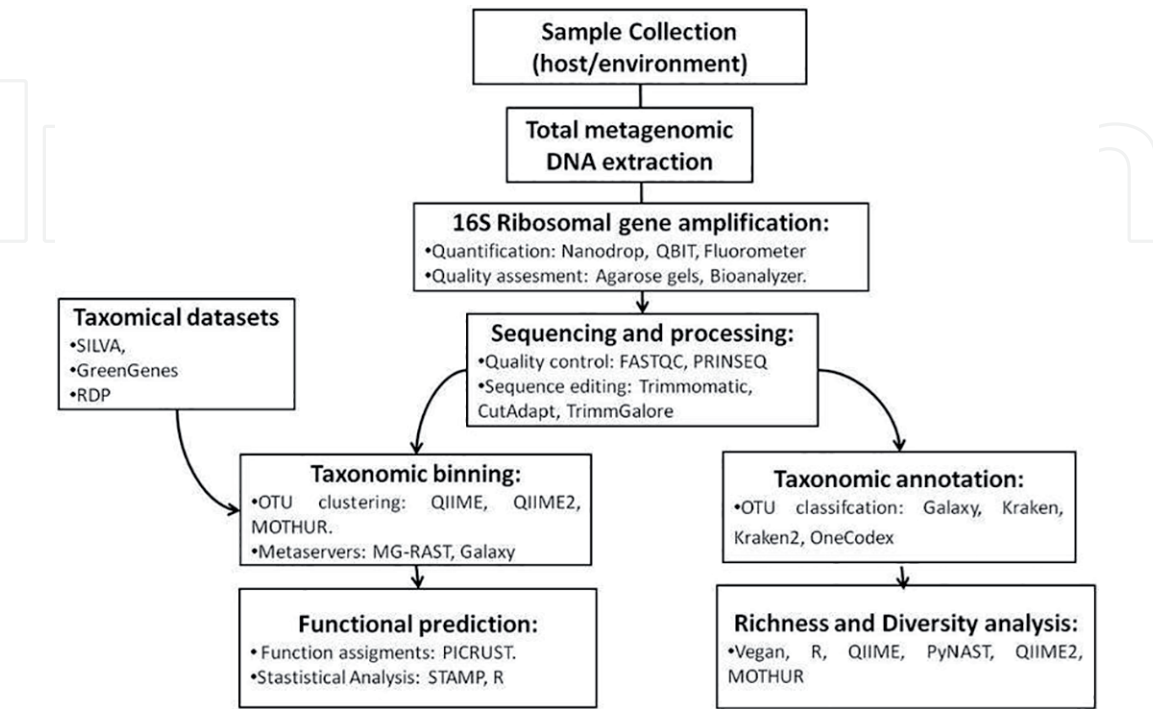 Sample Collection
(host/environment)
Total metagenomic
DNA extraction
16S Ribosomal gene amplification:
•Quantification: Nanodrop, QBIT, Fluorometer
•Quality assesment: Agarose gels, Bioanalyzer.
Taxomical datasets
•SILVA,
•GreenGenes
•RDP
Sequencing and processing:
•Quality control: FASTQC, PRINSEQ
•Sequence editing: Trimmomatic,
CutAdapt, TrimmGalore
Taxonomic binning:
•OTU clustering: QIIME, QIIME2,
MOTHUR.
•Metaservers: MG-RAST, Galaxy
Taxonomic annotation:
•OTU classifcation: Galaxy, Kraken,
Kraken2, OneCodex
Functional prediction:
• Function assigments: PICRUST.
•Stastistical Analysis: STAMP, R
Richness and Diversity analysis:
•Vegan, R, QIIME, PyNAST, QIIME2,
MOTHUR